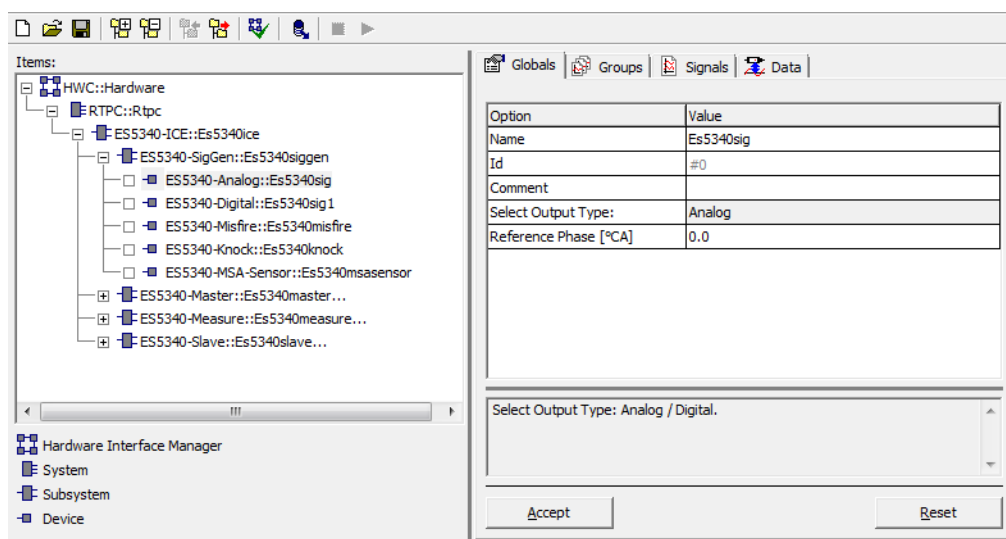 Items:
HWC::Hardware
RTPC::Rtpc
ES5340-ICE::Es5340ice
ES5340-SigGen::Es5340siggen
ES5340-Analog::Es5340sig
ES5340-Digital::Es5340sig1
ES5340-Misfire::Es5340misfire
ES5340-Knock::Es5340knock
ES5340-MSA-Sensor::Es5340msasensor
ES5340-Master::Es5340master...
ES5340-Measure::Es5340measure...
ES5340-Slave::Es5340slave...
Hardware Interface Manager
System
Subsystem
Device
Globals Groups Signals Data
Option Value
Name Es5340sig
Id #0
Comment
Select Output Type: Analog
Reference Phase [°CA] 0.0
Select Output Type: Analog / Digital.
Accept Reset